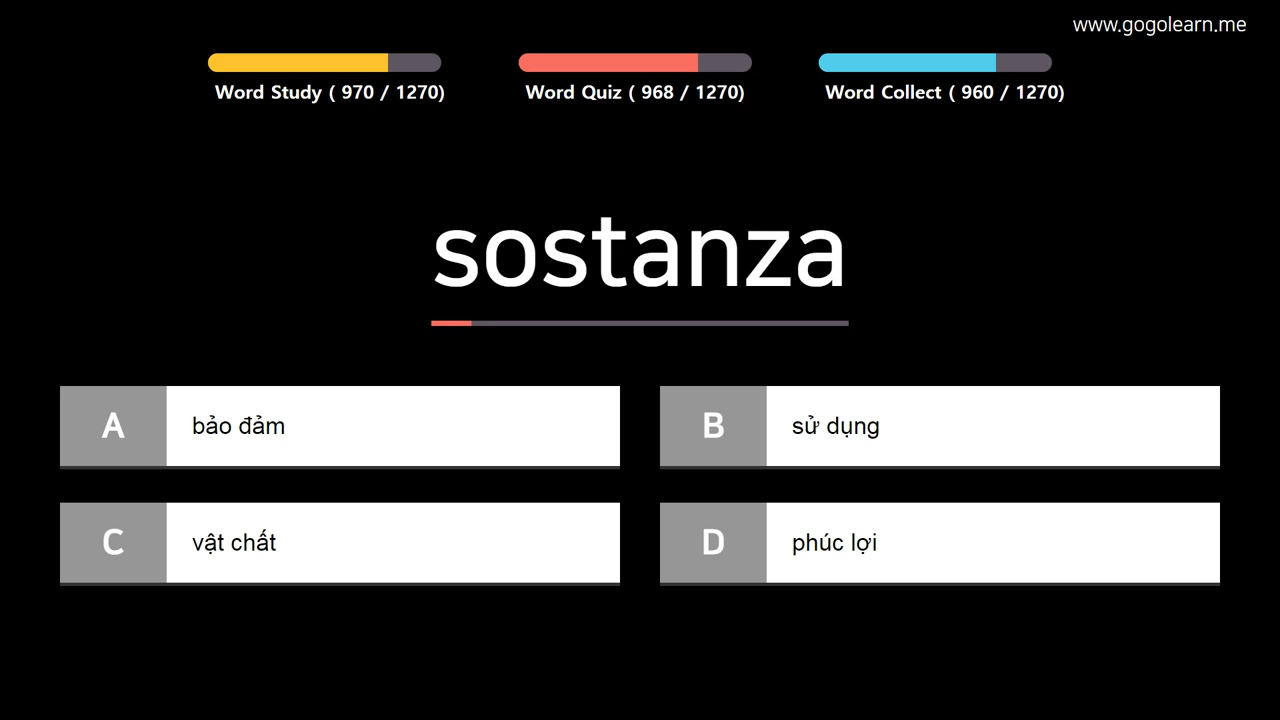 www.gogolearn.me
Word Study ( 970 / 1270)
Word Quiz ( 968 / 1270)
Word Collect ( 960 / 1270)
sostanza
A bảo đảm
B sử dụng
C vật chất
D phúc lợi